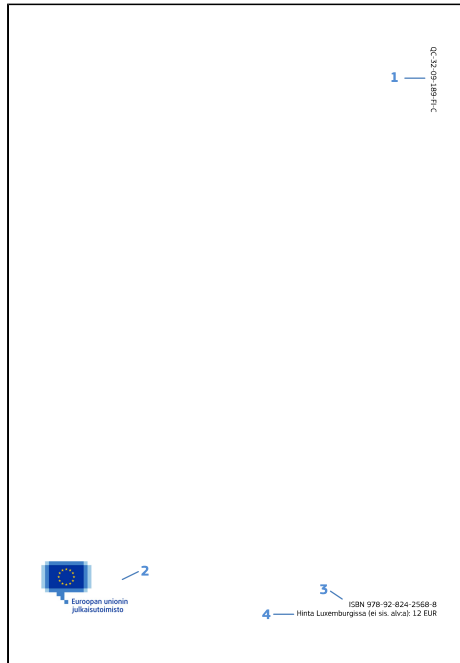 QC-32-09-189-FI-C
1
2
Euroopan unionin
julkaisutoimisto
3
ISBN 978-92-824-2568-8
4
Hinta Luxemburgissa (ei sis. alv:a): 12 EUR